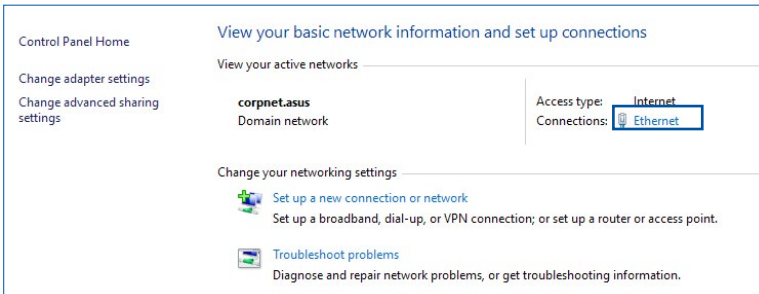 Control Panel Home
Change adapter settings
Change advanced sharing
settings
View your basic network information and set up connections
View your active networks
corpnet.asus
Domain network
Access type: Internet
Connections: Ethernet
Change your networking settings
Set up a new connection or network
Set up a broadband, dial-up, or VPN connection; or set up a router or access point.
Troubleshoot problems
Diagnose and repair network problems, or get troubleshooting information.